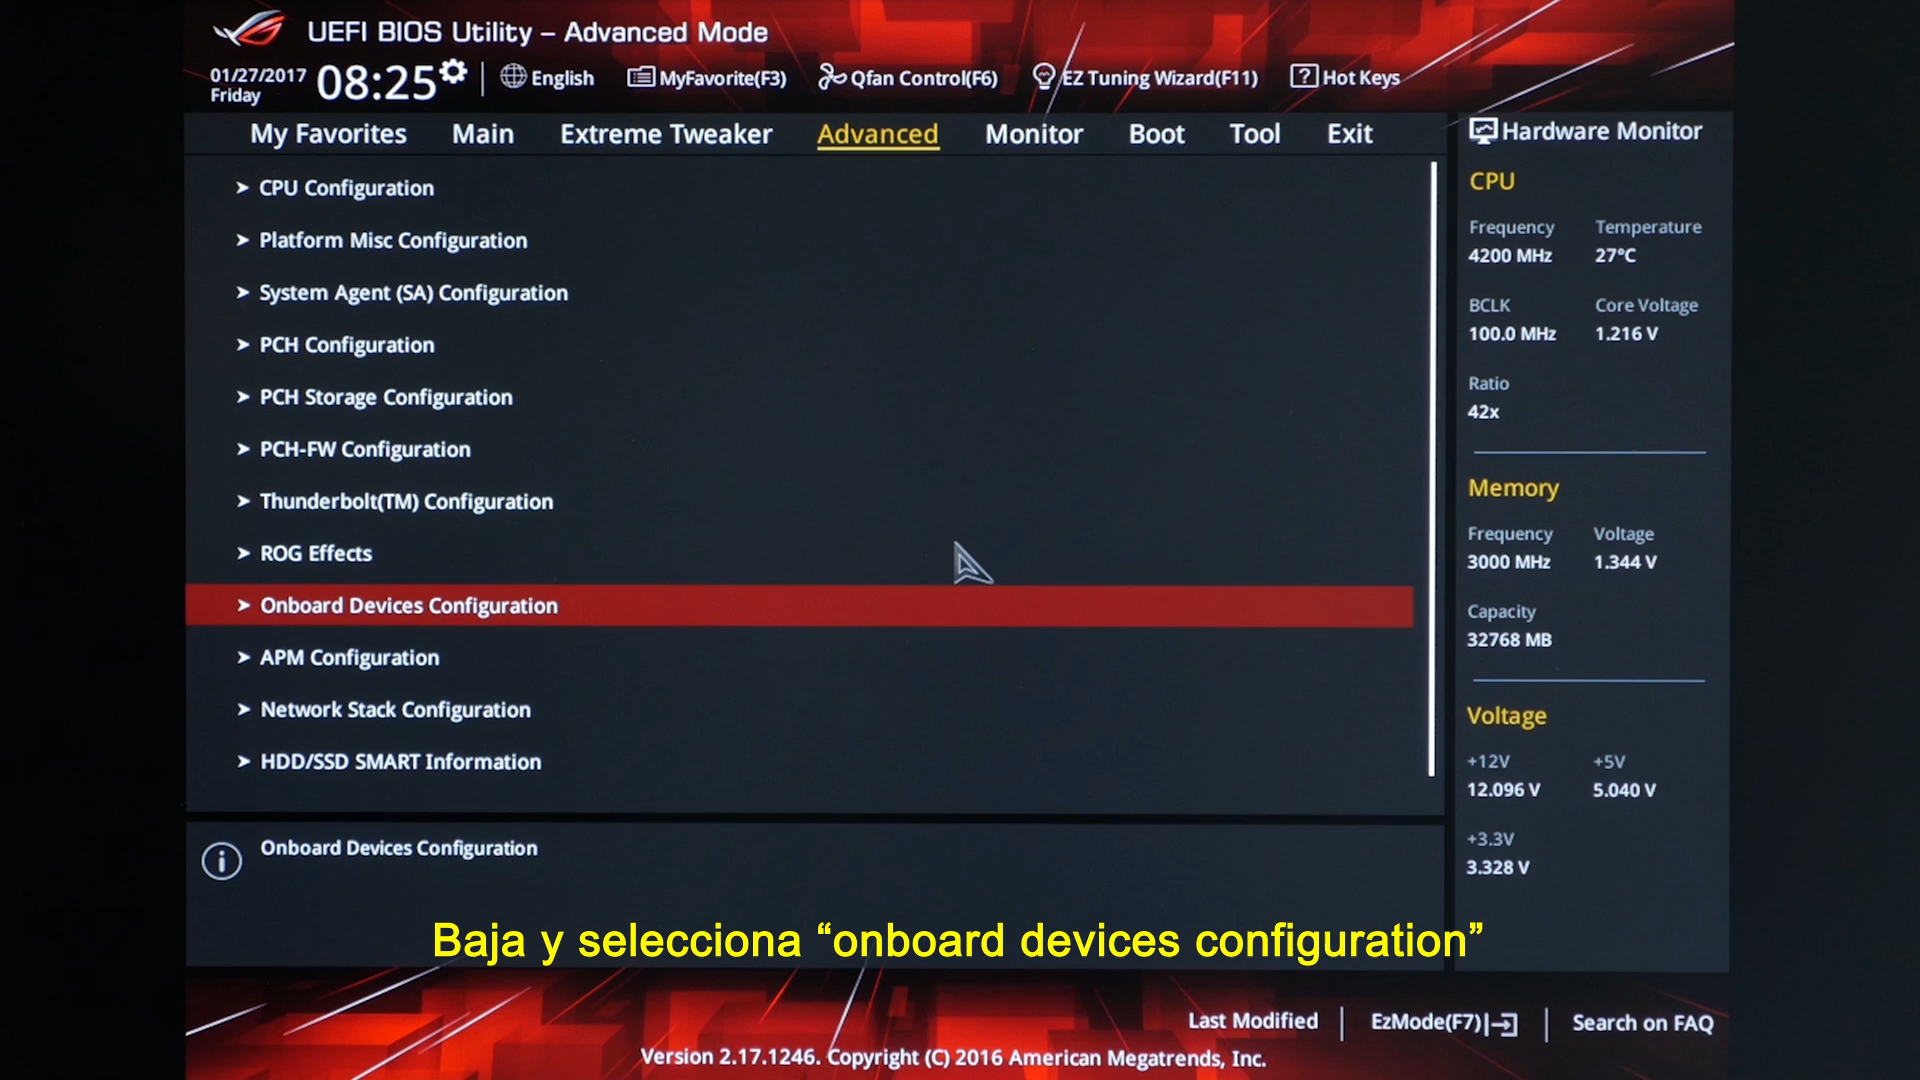 UEFI BIOS Utility – Advanced Mode
01/27/2017
Friday
08:25
English
MyFavorite(F3)
Qfan Control(F6)
EZ Tuning Wizard(F11)
? Hot Keys
My Favorites
Main
Extreme Tweaker
Advanced
Monitor
Boot
Tool
Exit
> CPU Configuration
> Platform Misc Configuration
> System Agent (SA) Configuration
> PCH Configuration
> PCH Storage Configuration
> PCH-FW Configuration
> Thunderbolt(TM) Configuration
> ROG Effects
> Onboard Devices Configuration
> APM Configuration
> Network Stack Configuration
> HDD/SSD SMART Information
i Onboard Devices Configuration
Hardware Monitor
CPU
Frequency Temperature
4200 MHz 27°C
BCLK Core Voltage
100.0 MHz 1.216 V
Ratio
42x
Memory
Frequency Voltage
3000 MHz 1.344 V
Capacity
32768 MB
Voltage
+12V +5V
12.096 V 5.040 V
+3.3V
3.328 V
Baja y selecciona “onboard devices configuration”
Last Modified
EzMode(F7)
Search on FAQ
Version 2.17.1246. Copyright (C) 2016 American Megatrends, Inc.